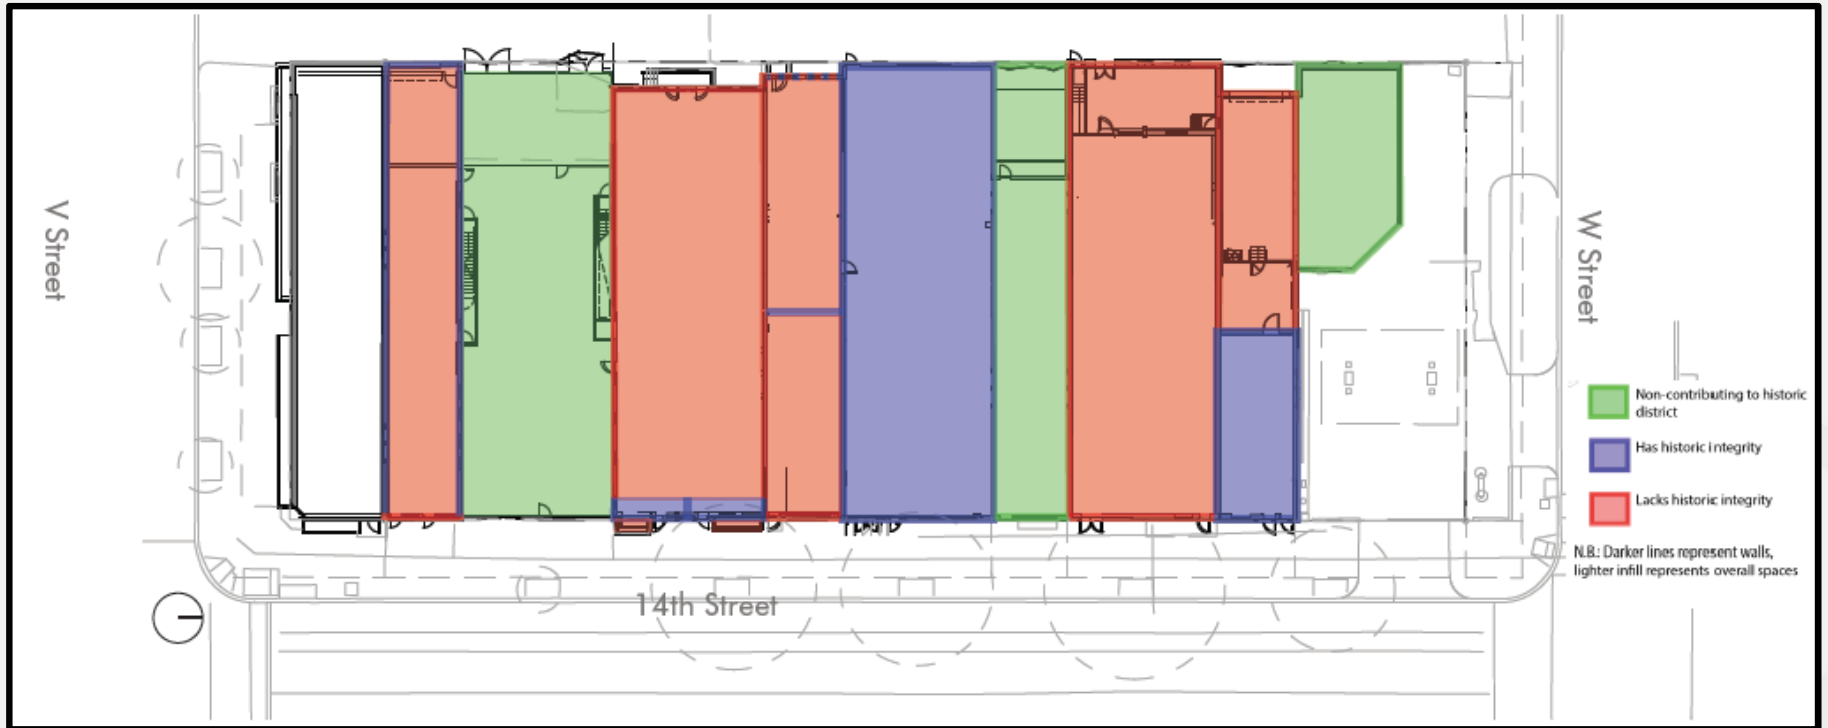 V Street
W Street
14th Street
Non-contributing to historic
district
Has historic integrity
Lacks historic integrity
N.B.: Darker lines represent walls,
lighter infill represents overall spaces